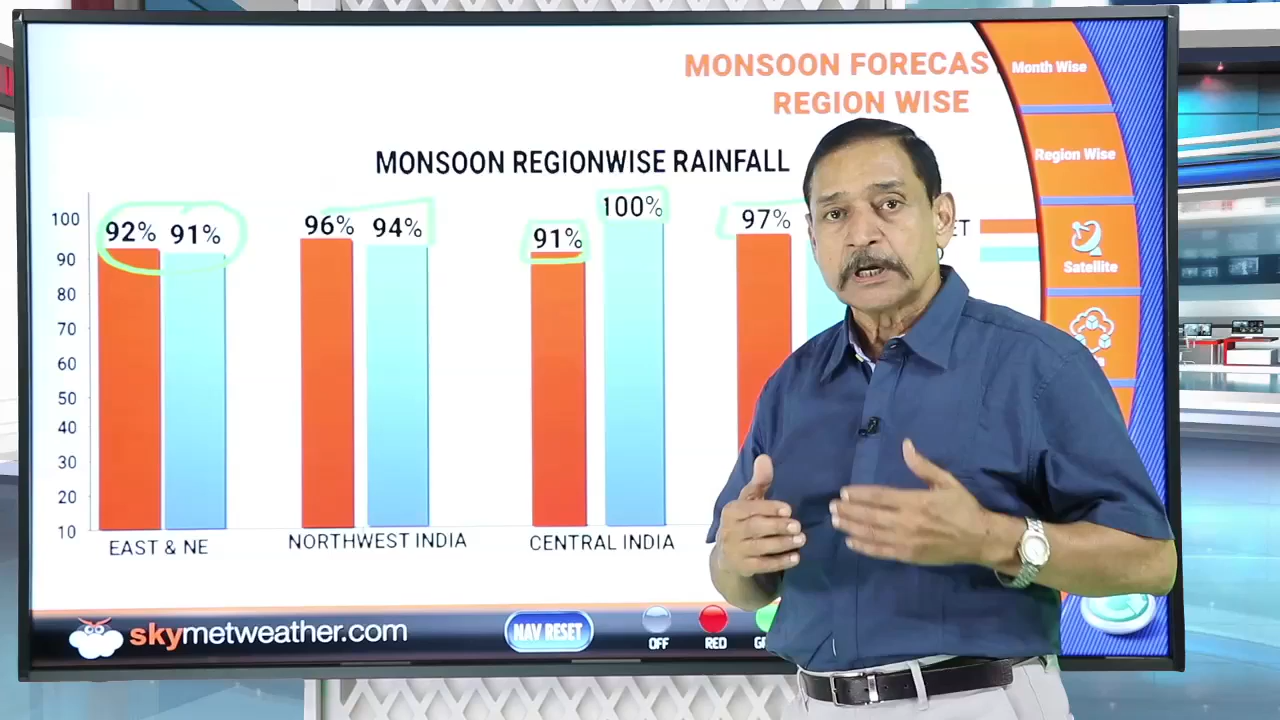 MONSOON FORECAS
REGION WISE
Month Wise
Region Wise
Satellite
MONSOON REGIONWISE RAINFALL
100
90
80
70
60
50
40
30
20
10
92% 91%
96% 94%
91% 100%
97%
EAST & NE
NORTHWEST INDIA
CENTRAL INDIA
skymetweather.com
NAV RESET
OFF
RED